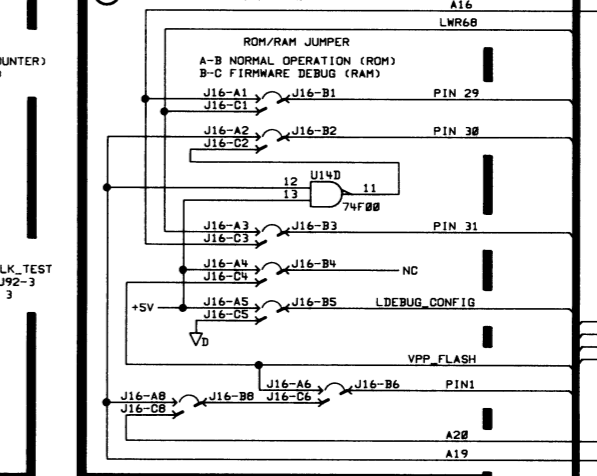 A16
LWR68
ROM/RAM JUMPER
A-B NORMAL OPERATION (ROM)
B-C FIRMWARE DEBUG (RAM)
UNTER)
J16-A1 J16-B1 PIN 29
J16-C1
J16-A2 J16-B2 PIN 30
J16-C2
U14D
12 11
13
74F00
J16-A3 J16-B3 PIN 31
J16-C3
J16-A4 J16-B4 NC
J16-C4
LK_TEST
J92-3
3
+5V J16-A5 J16-B5 LDEBUG_CONFIG
J16-C5
D
VPP_FLASH
J16-A6 J16-B6 PIN1
J16-A8 J16-B8 J16-C6
J16-C8
A20
A19